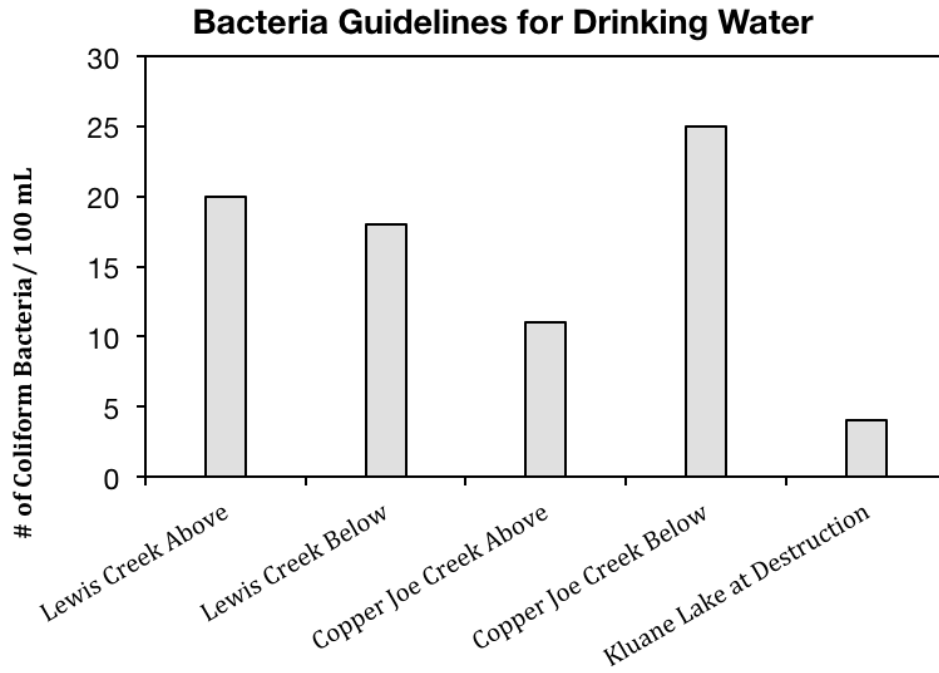 Bacteria Guidelines for Drinking Water
# of Coliform Bacteria/ 100 mL
30
25
20
15
10
5
0
Lewis Creek Above
Lewis Creek Below
Copper Joe Creek Above
Copper Joe Creek Below
Kluane Lake at Destruction